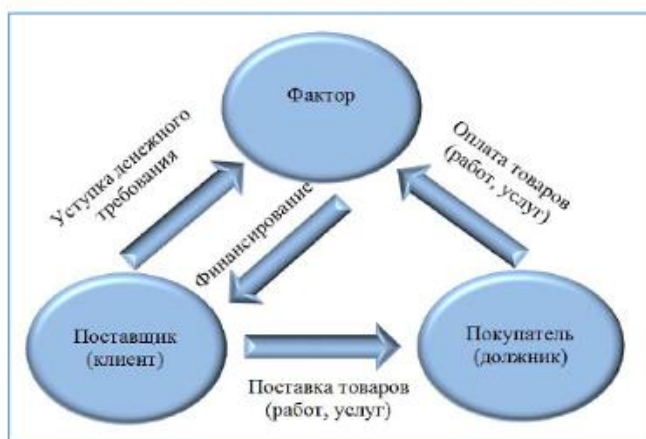 Фактор
Уступка денежного
требования
Финансирование
Оплата товаров
(работ, услуг)
Поставщик
(клиент)
Покупатель
(должник)
Поставка товаров
(работ, услуг)